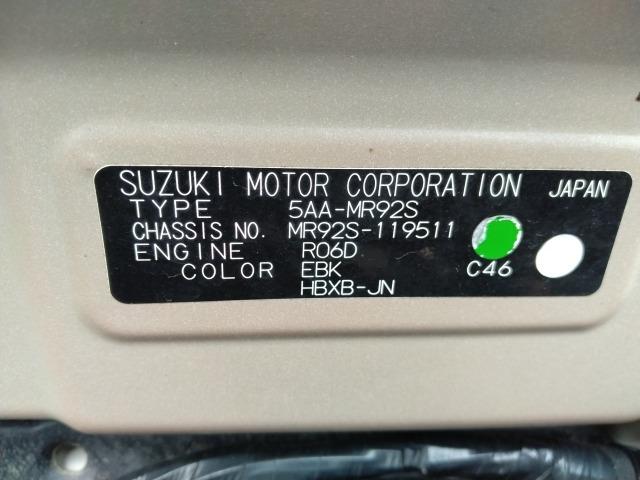 SUZUKI MOTOR CORPORATION JAPAN
TYPE 5AA-MR92S
CHASSIS NO. MR92S-119511
ENGINE R06D
COLOR EBK C46
HBXB-JN